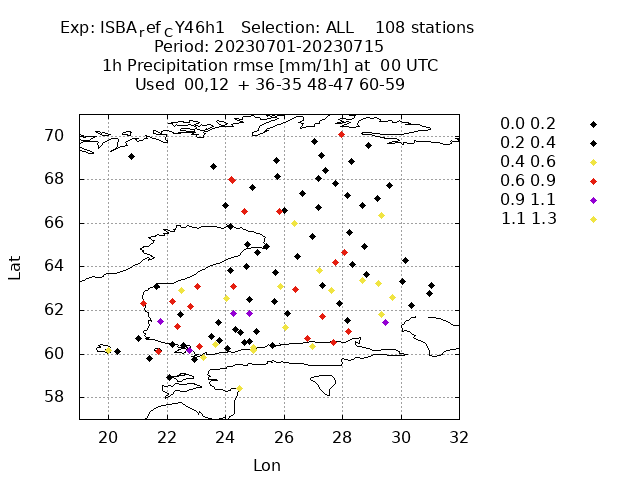 Exp: ISBArefCY46h1   Selection: ALL    108 stations
Period: 20230701-20230715
1h Precipitation rmse [mm/1h] at  00 UTC
Used  00,12  + 36-35 48-47 60-59
0.0 0.2
0.2 0.4
0.4 0.6
0.6 0.9
0.9 1.1
1.1 1.3
70
68
66
64
62
60
58
Lat
20 22 24 26 28 30 32
Lon